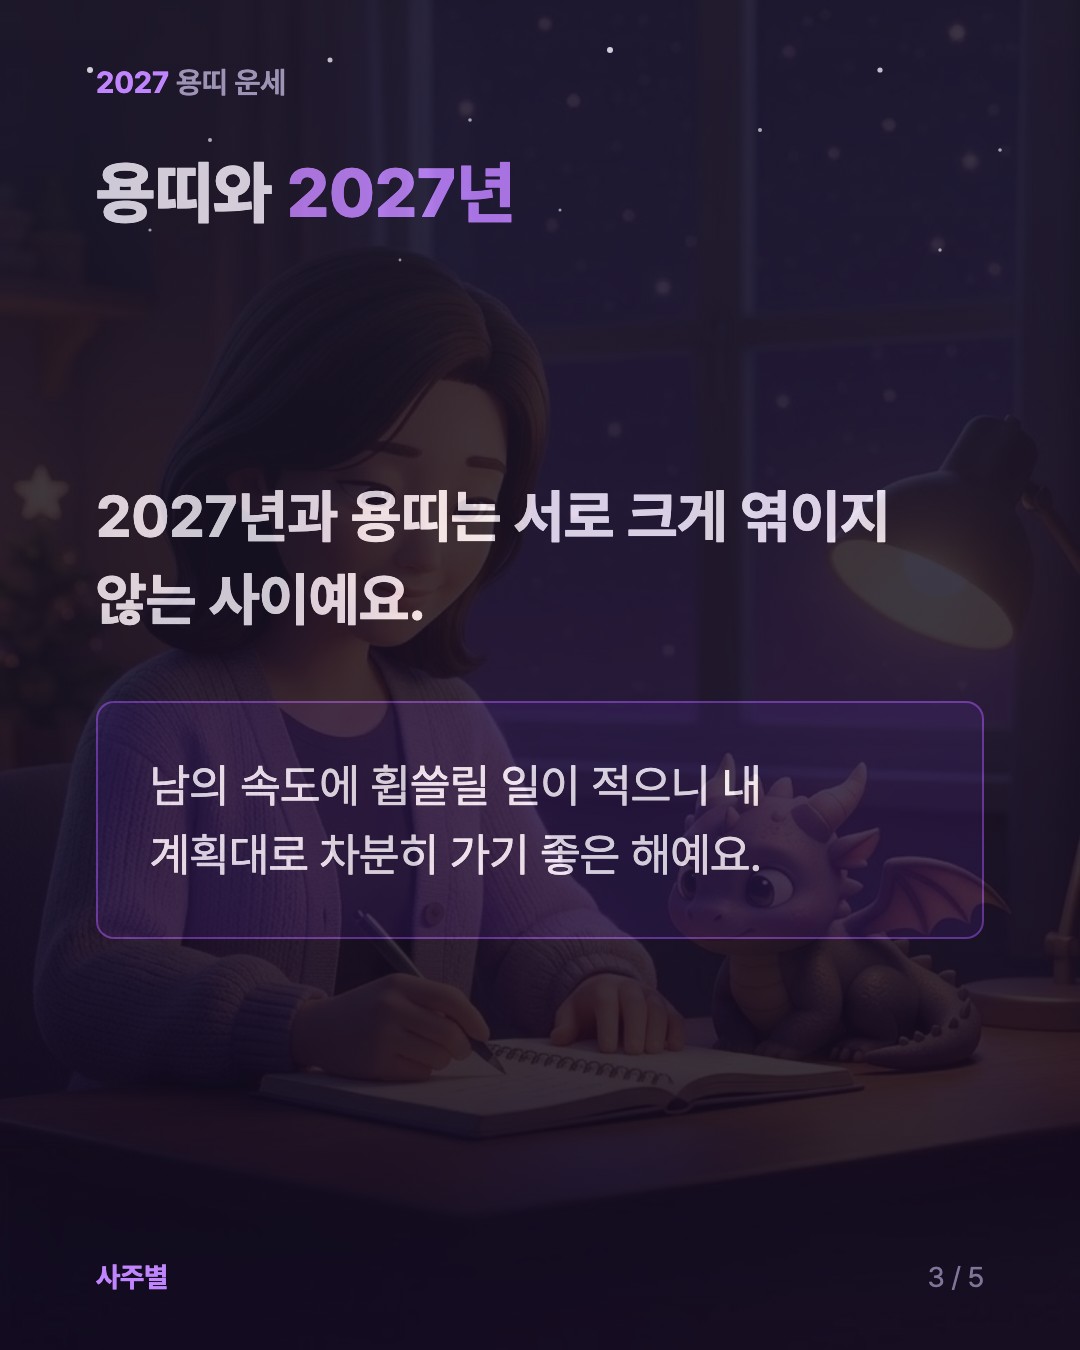 2027 용띠 운세
용띠와 2027년
2027년과 용띠는 서로 크게 엮이지
않는 사이예요.
남의 속도에 휩쓸릴 일이 적으니 내
계획대로 차분히 가기 좋은 해예요.
사주별
3 / 5